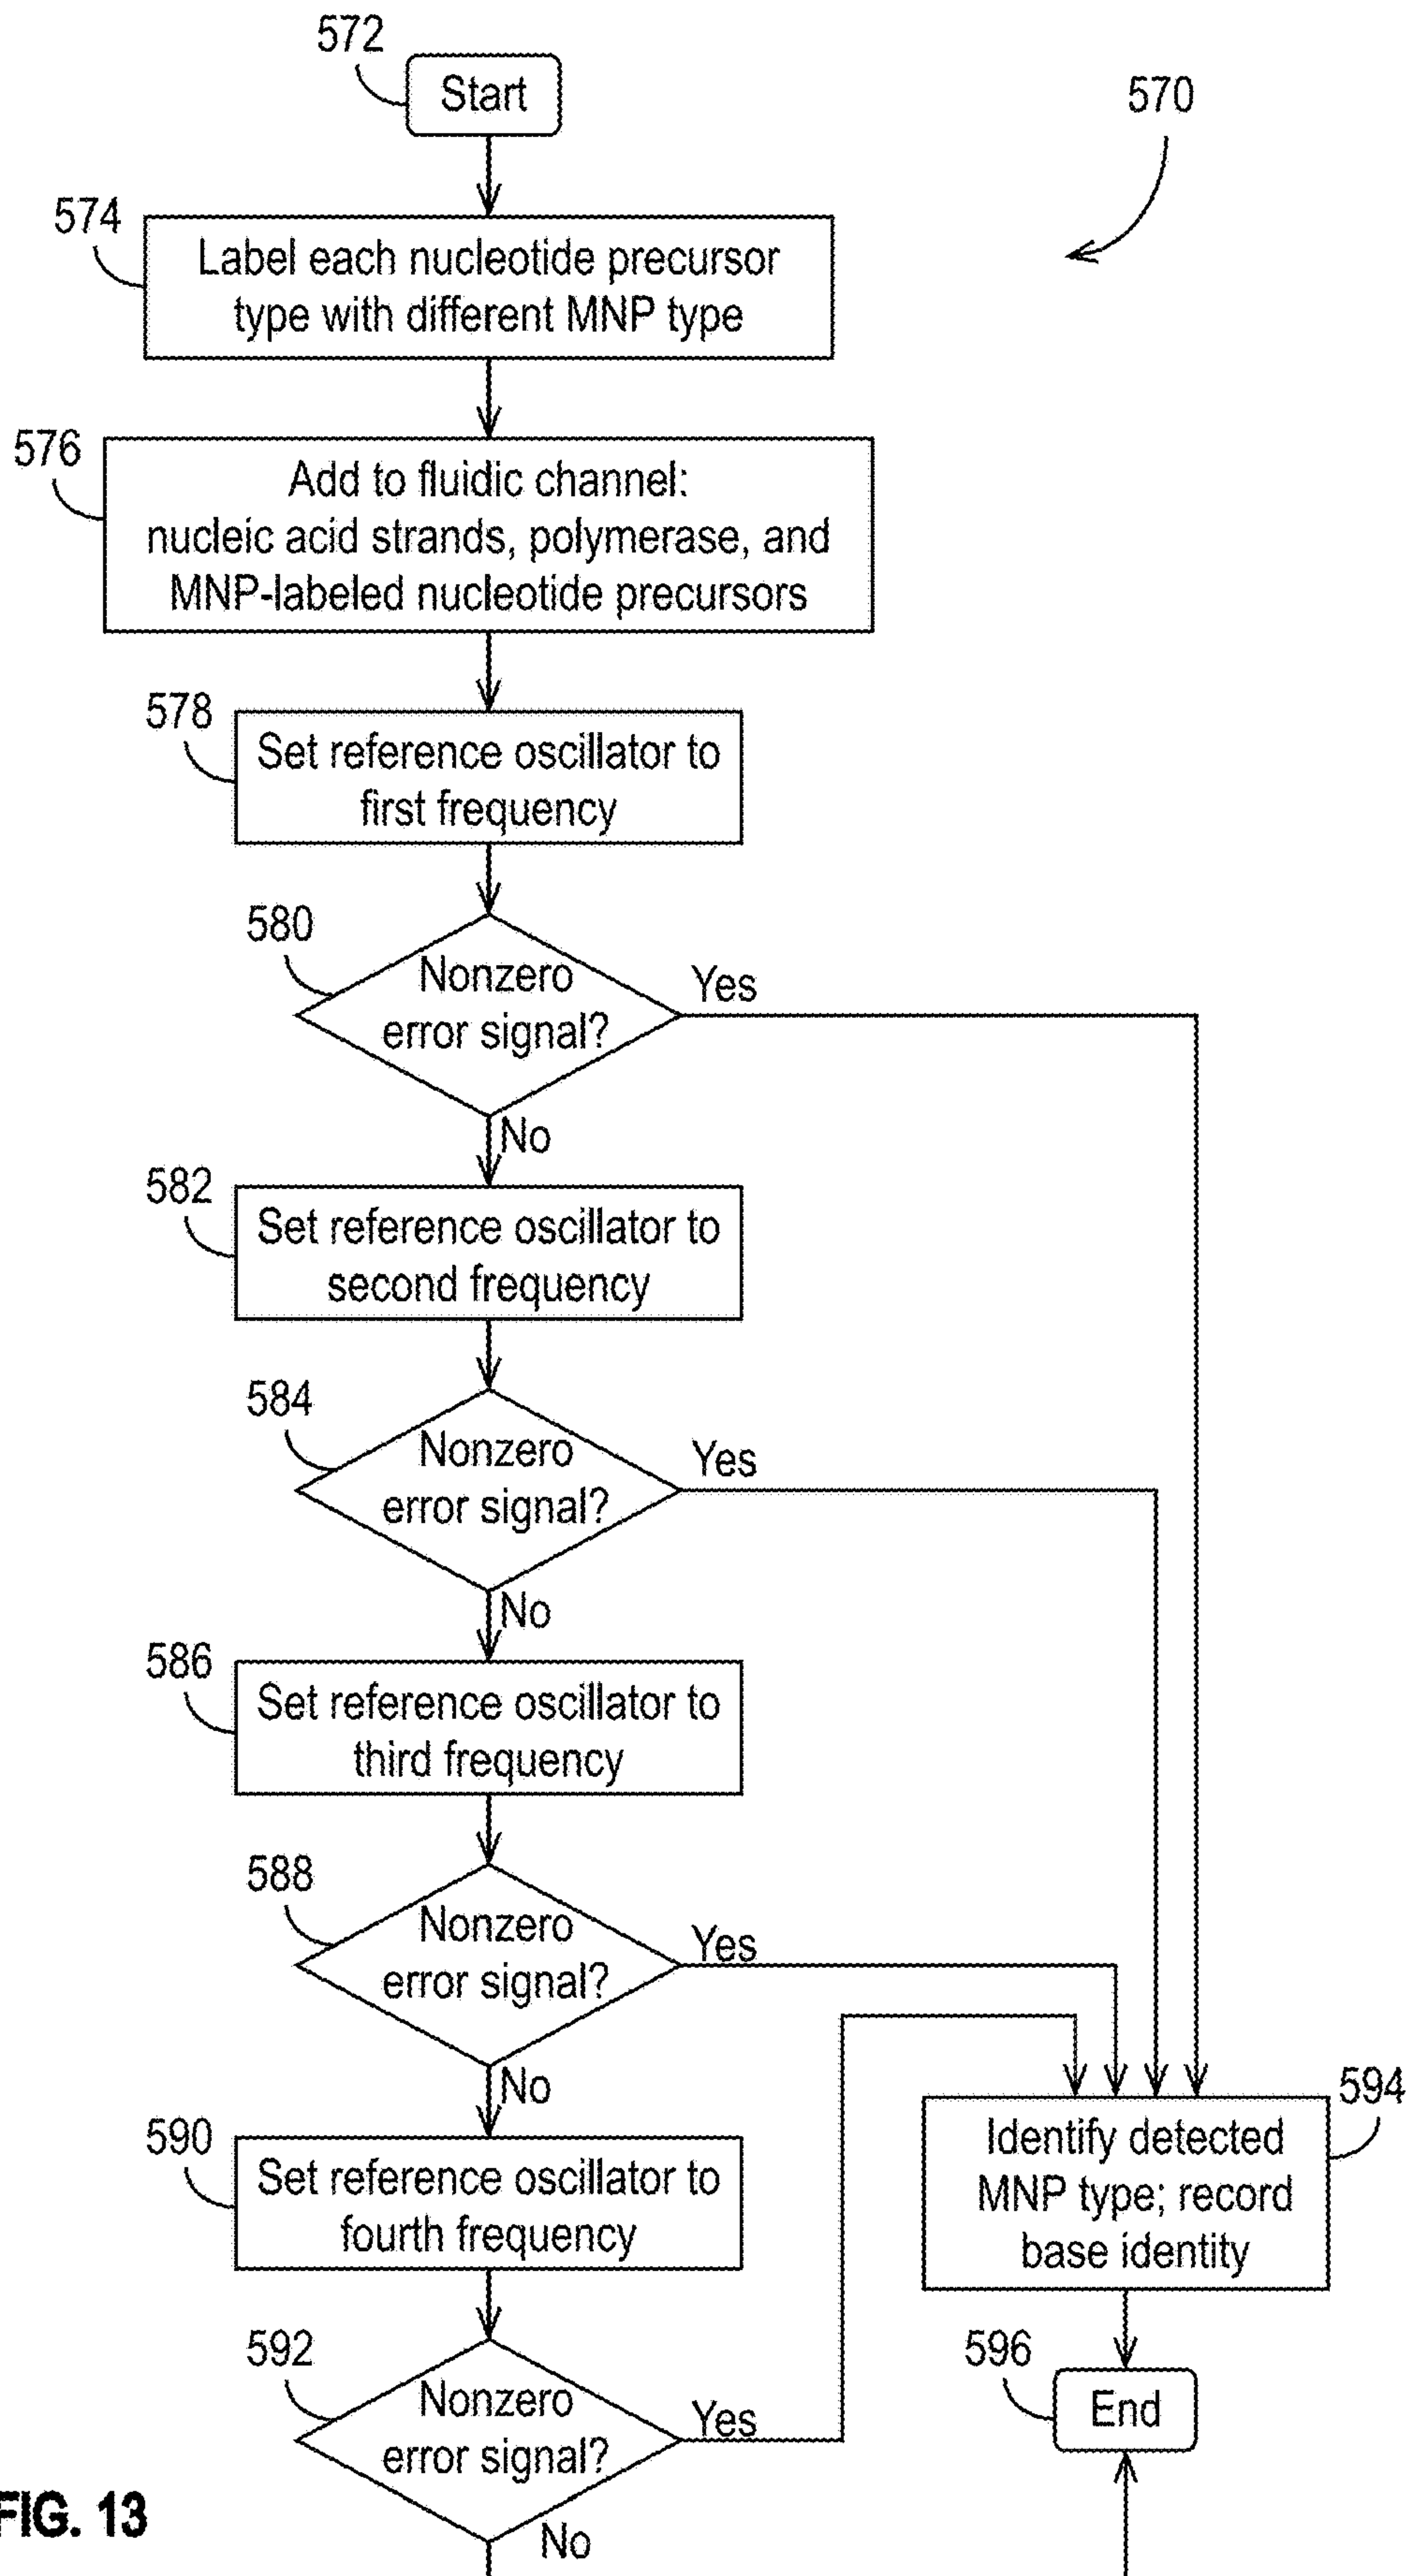 572
Start
570
574
Label each nucleotide precursor
type with different MNP type
576
Add to fluidic channel:
nucleic acid strands, polymerase, and
MNP-labeled nucleotide precursors
578
Set reference oscillator to
first frequency
580
Nonzero
error signal?
Yes
No
582
Set reference oscillator to
second frequency
584
Nonzero
error signal?
Yes
No
586
Set reference oscillator to
third frequency
588
Nonzero
error signal?
Yes
No
590
Set reference oscillator to
fourth frequency
594
Identify detected
MNP type; record
base identity
592
Nonzero
error signal?
Yes
No
596
End
FIG. 13